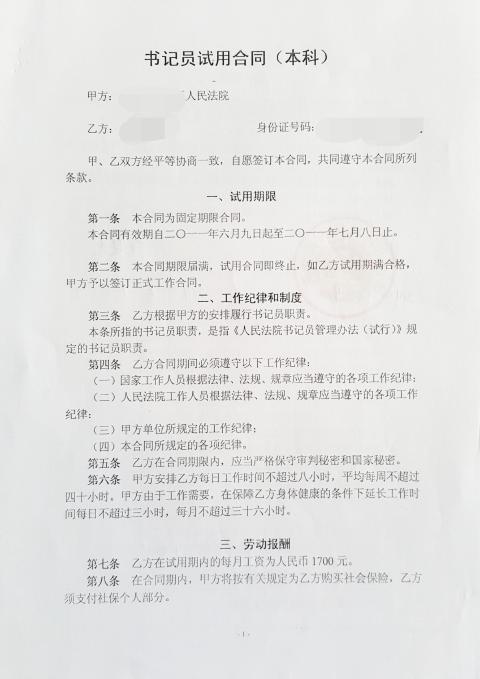 书记员试用合同（本科）
甲方： 人民法院
乙方： 身份证号码：
甲、乙双方经平等协商一致，自愿签订本合同，共同遵守本合同所列
条款。
一、试用期限
第一条 本合同为固定期限合同。
本合同有效期自二〇一一年六月九日起至二〇一一年七月八日止。
第二条 本合同期限届满，试用合同即终止，如乙方试用期满合格，
甲方予以签订正式工作合同。
二、工作纪律和制度
第三条 乙方根据甲方的安排履行书记员职责。
本条所指的书记员职责，是指《人民法院书记员管理办法（试行）》规
定的书记员职责。
第四条 乙方合同期间必须遵守以下工作纪律：
（一）国家工作人员根据法律、法规、规章应当遵守的各项工作纪律；
（二）人民法院工作人员根据法律、法规、规章应当遵守的各项工作
纪律；
（三）甲方单位所规定的工作纪律；
（四）本合同所规定的各项纪律。
第五条 乙方在合同期限内，应当严格保守审判秘密和国家秘密。
第六条 甲方安排乙方每日工作时间不超过八小时，平均每周不超过
四十小时。甲方由于工作需要，在保障乙方身体健康的条件下延长工作时
间每日不超过三小时，每月不超过三十六小时。
三、劳动报酬
第七条 乙方在试用期内的每月工资为人民币 1700 元。
第八条 在合同期内，甲方将按有关规定为乙方购买社会保险，乙方
须支付社保个人部分。
- 1 -